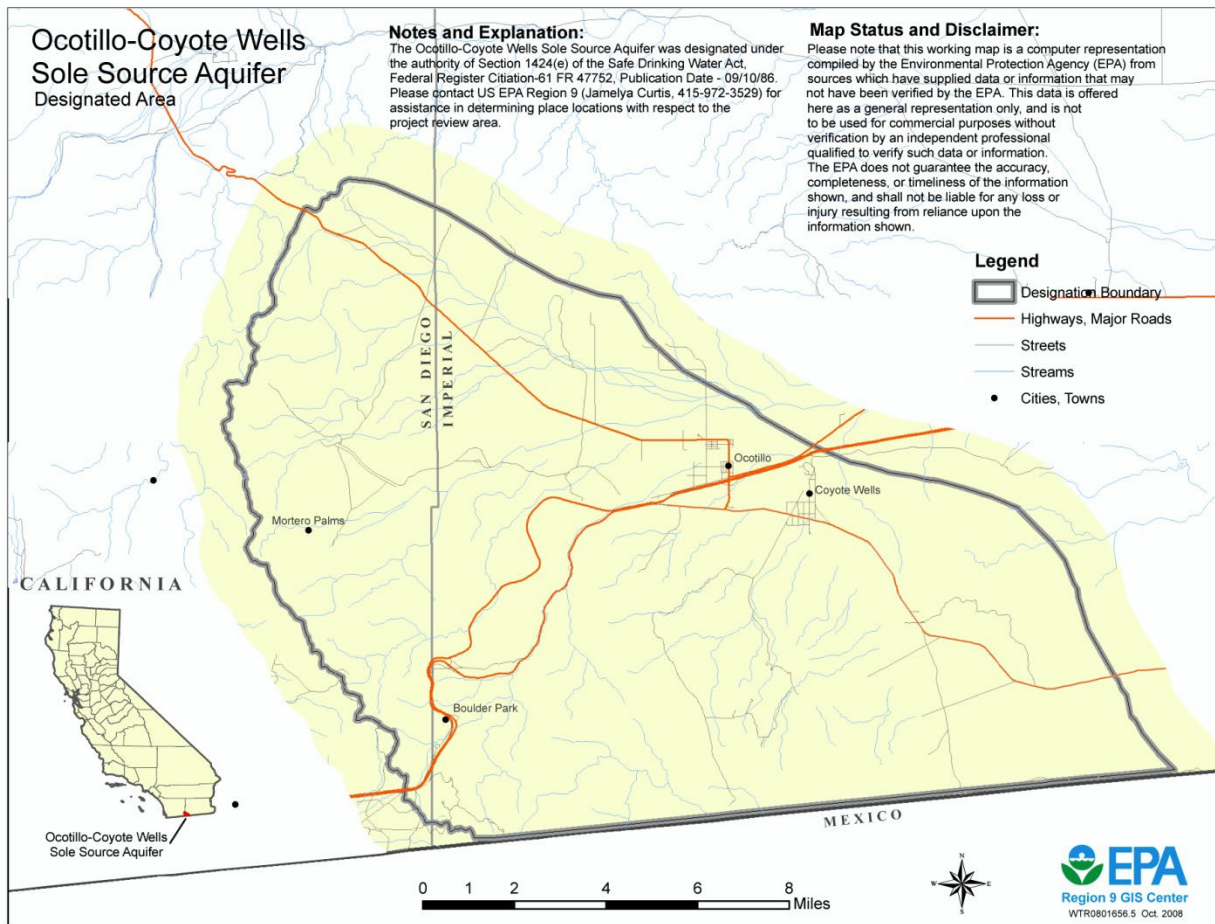 Ocotillo-Coyote Wells
Sole Source Aquifer
Designated Area
Notes and Explanation:
The Ocotillo-Coyote Wells Sole Source Aquifer was designated under
the authority of Section 1424(e) of the Safe Drinking Water Act,
Federal Register Citiation-61 FR 47752, Publication Date - 09/10/86.
Please contact US EPA Region 9 (Jamelya Curtis, 415-972-3529) for
assistance in determining place locations with respect to the
project review area.
Map Status and Disclaimer:
Please note that this working map is a computer representation
compiled by the Environmental Protection Agency (EPA) from
sources which have supplied data or information that may
not have been verified by the EPA. This data is offered
here as a general representation only, and is not
to be used for commercial purposes without
verification by an independent professional
qualified to verify such data or information.
The EPA does not guarantee the accuracy,
completeness, or timeliness of the information
shown, and shall not be liable for any loss or
injury resulting from reliance upon the
information shown.
Legend
Designation Boundary
Highways, Major Roads
Streets
Streams
Cities, Towns
SAN DIEGO
IMPERIAL
Ocotillo
Coyote Wells
Mortero Palms
Boulder Park
CALIFORNIA
Ocotillo-Coyote Wells
Sole Source Aquifer
MEXICO
0 1 2 4 6 8
Miles
N
W E
S
EPA
Region 9 GIS Center
WTR0801656.5 Oct. 2008